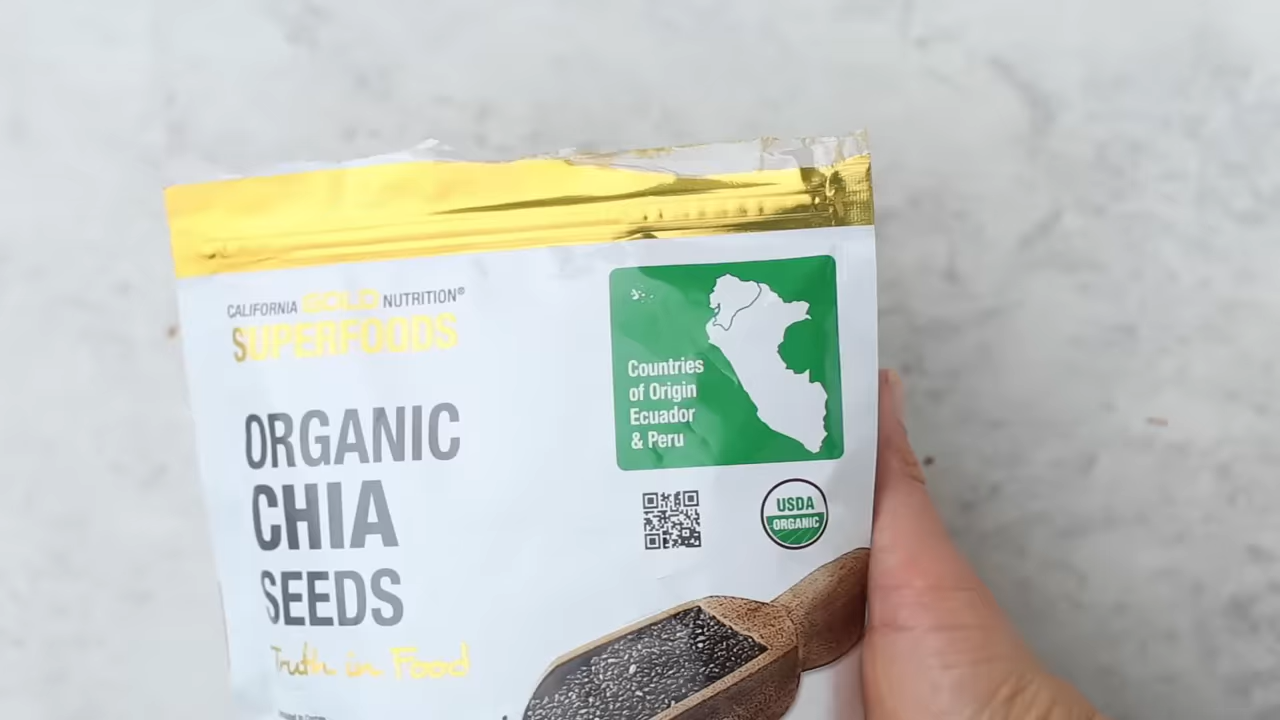 CALIFORNIA GOLD NUTRITION®
SUPERFOODS
ORGANIC
CHIA
SEEDS
Truth in Food
Countries
of Origin
Ecuador
& Peru
USDA
ORGANIC